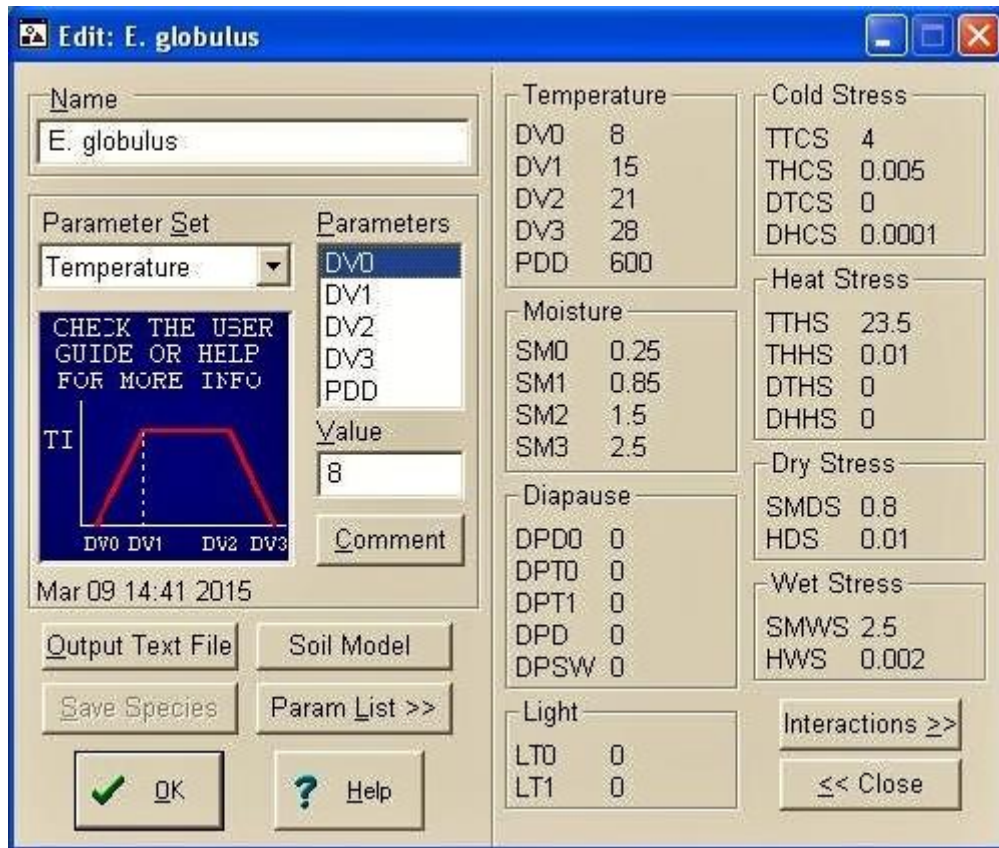 Edit: E. globulus
Name
E. globulus
Parameter Set
Temperature
CHECK THE USER
GUIDE OR HELP
FOR MORE INFO
TI
DV0 DV1 DV2 DV3
Mar 09 14:41 2015
Parameters
DV0
DV1
DV2
DV3
PDD
Value
8
Comment
Output Text File
Soil Model
Save Species
Param List >>
OK
Help
Temperature
DV0 8
DV1 15
DV2 21
DV3 28
PDD 600
Moisture
SM0 0.25
SM1 0.85
SM2 1.5
SM3 2.5
Diapause
DPD0 0
DPT0 0
DPT1 0
DPD 0
DPSW 0
Light
LT0 0
LT1 0
Cold Stress
TTCS 4
THCS 0.005
DTCS 0
DHCS 0.0001
Heat Stress
TTHS 23.5
THHS 0.01
DTHS 0
DHHS 0
Dry Stress
SMDS 0.8
HDS 0.01
Wet Stress
SMWS 2.5
HWS 0.002
Interactions >>
<< Close